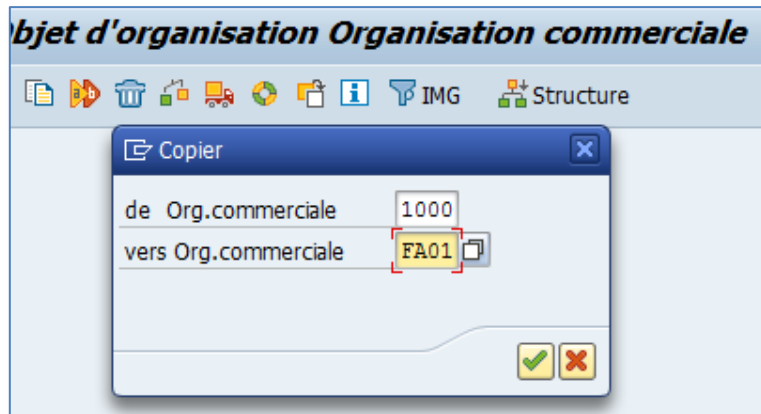 bjet d'organisation Organisation commerciale
IMG Structure
Copier
de Org.commerciale 1000
vers Org.commerciale FA01